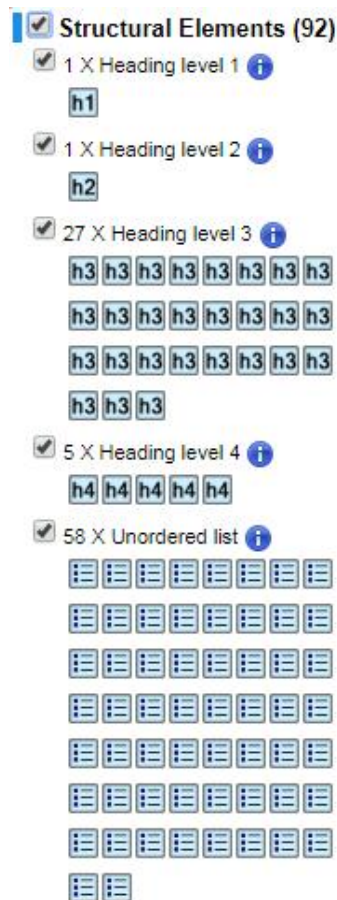 Structural Elements (92)
1 X Heading level 1
h1
1 X Heading level 2
h2
27 X Heading level 3
h3 h3 h3 h3 h3 h3 h3 h3
h3 h3 h3 h3 h3 h3 h3 h3
h3 h3 h3 h3 h3 h3 h3 h3
h3 h3 h3
5 X Heading level 4
h4 h4 h4 h4 h4
58 X Unordered list